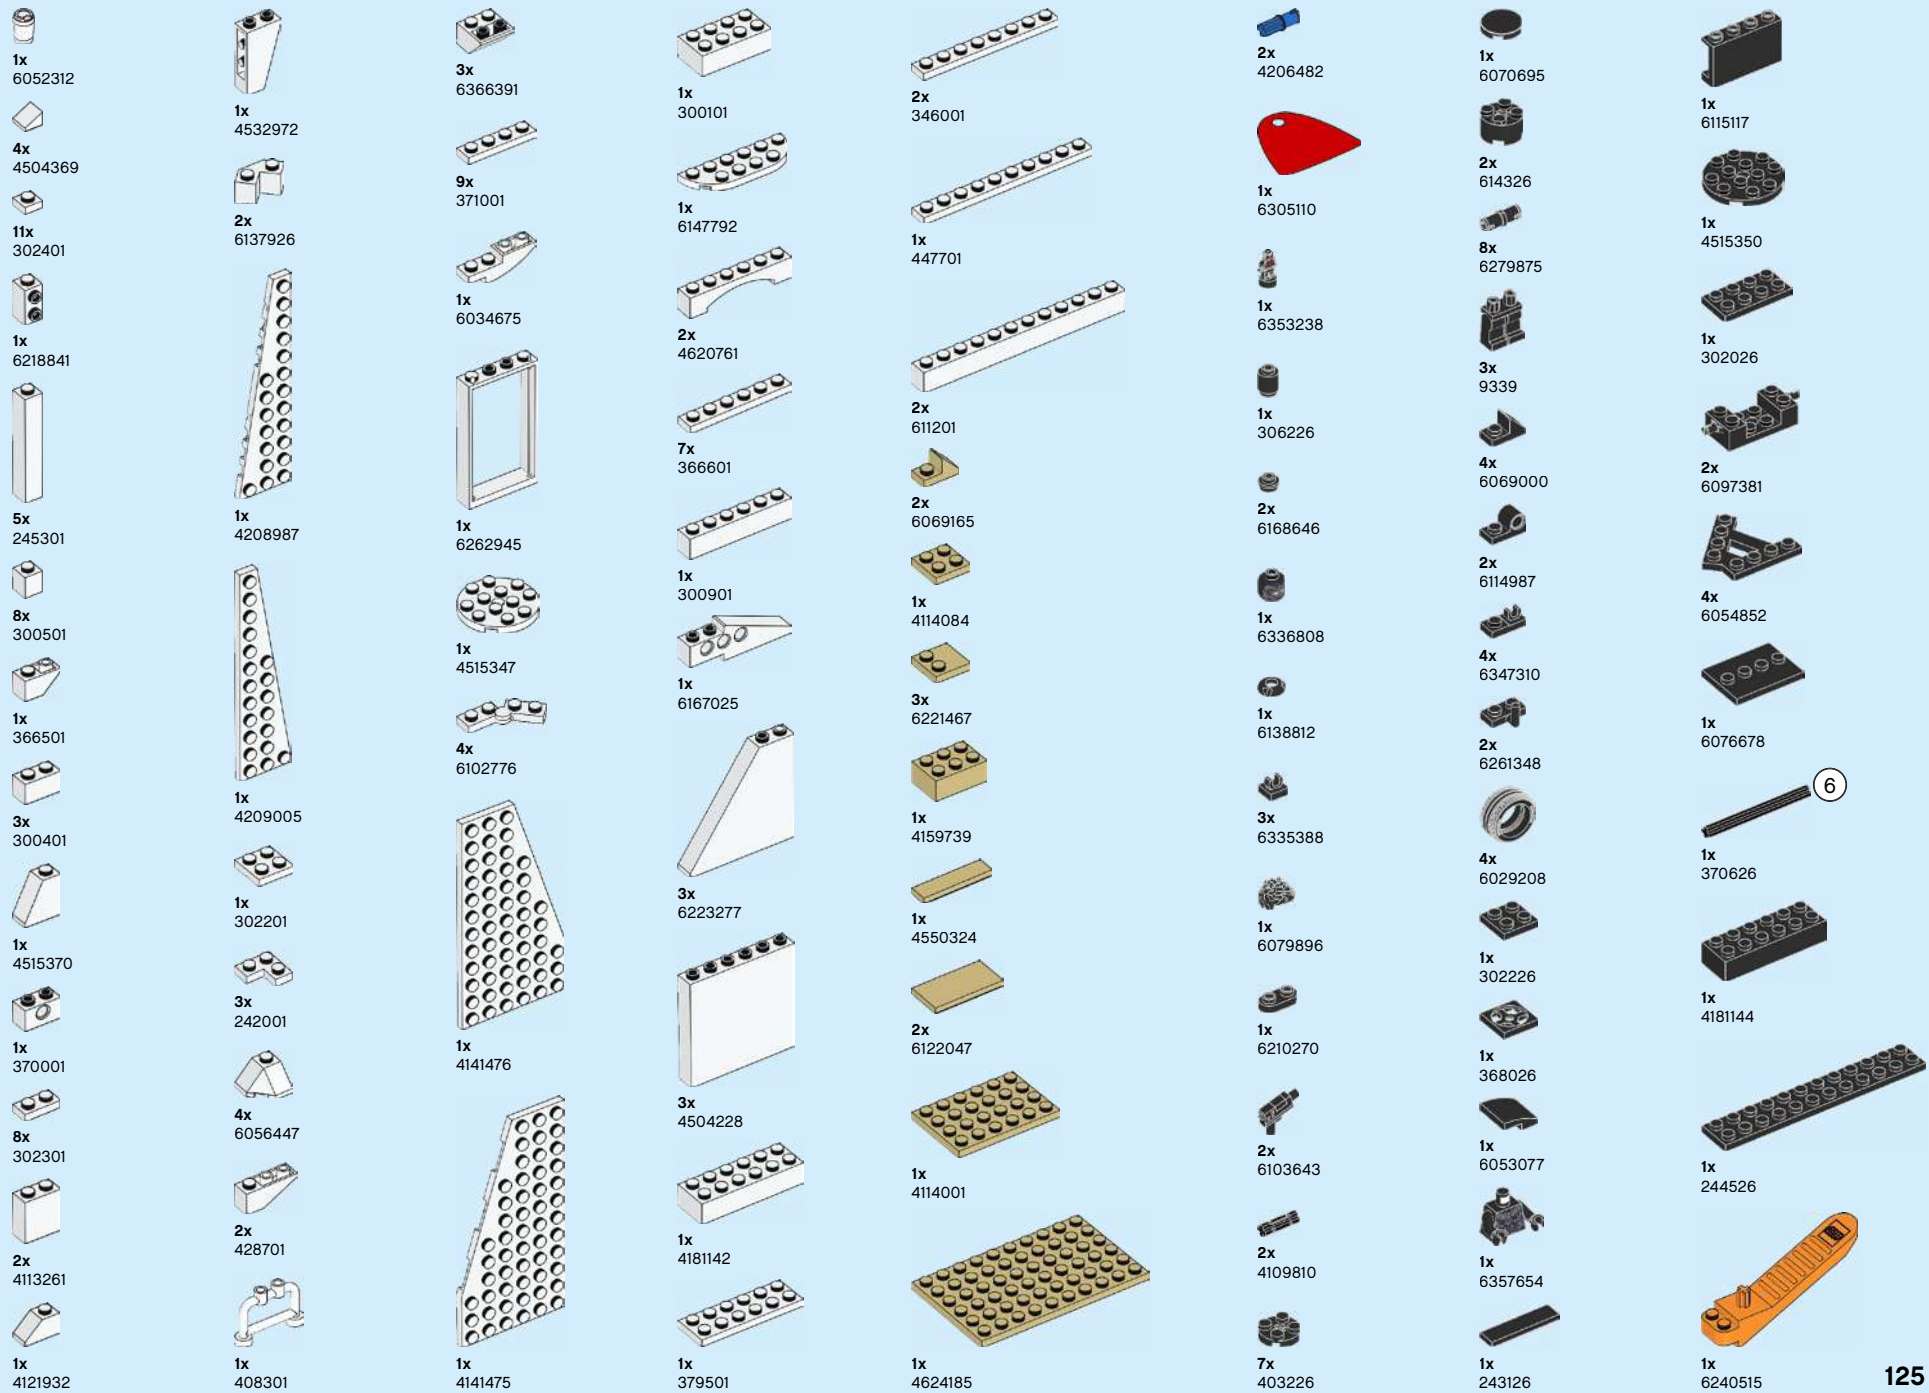 1x
6052312
4x
4504369
11x
302401
1x
6218841
5x
245301
8x
300501
1x
366501
3x
300401
1x
4515370
1x
370001
8x
302301
2x
4113261
1x
4121932
1x
4532972
2x
6137926
1x
4208987
1x
4209005
1x
302201
3x
242001
4x
6056447
2x
428701
1x
408301
3x
6366391
9x
371001
1x
6034675
1x
6262945
1x
4515347
4x
6102776
1x
4141476
1x
4141475
1x
300101
1x
6147792
2x
4620761
7x
366601
1x
300901
1x
6167025
3x
6223277
3x
4504228
1x
4181142
1x
379501
2x
346001
1x
447701
2x
611201
2x
6069165
1x
4114084
3x
6221467
1x
4159739
1x
4550324
2x
6122047
1x
4114001
1x
4624185
2x
4206482
1x
6305110
1x
6353238
1x
306226
2x
6168646
1x
6336808
1x
6138812
3x
6335388
1x
6079896
1x
6210270
2x
6103643
2x
4109810
7x
403226
1x
6070695
2x
614326
8x
6279875
3x
9339
4x
6069000
2x
6114987
4x
6347310
2x
6261348
4x
6029208
1x
302226
1x
368026
1x
6053077
1x
6357654
1x
243126
1x
6115117
1x
4515350
1x
302026
2x
6097381
4x
6054852
1x
6076678
6
1x
370626
1x
4181144
1x
244526
1x
6240515
125